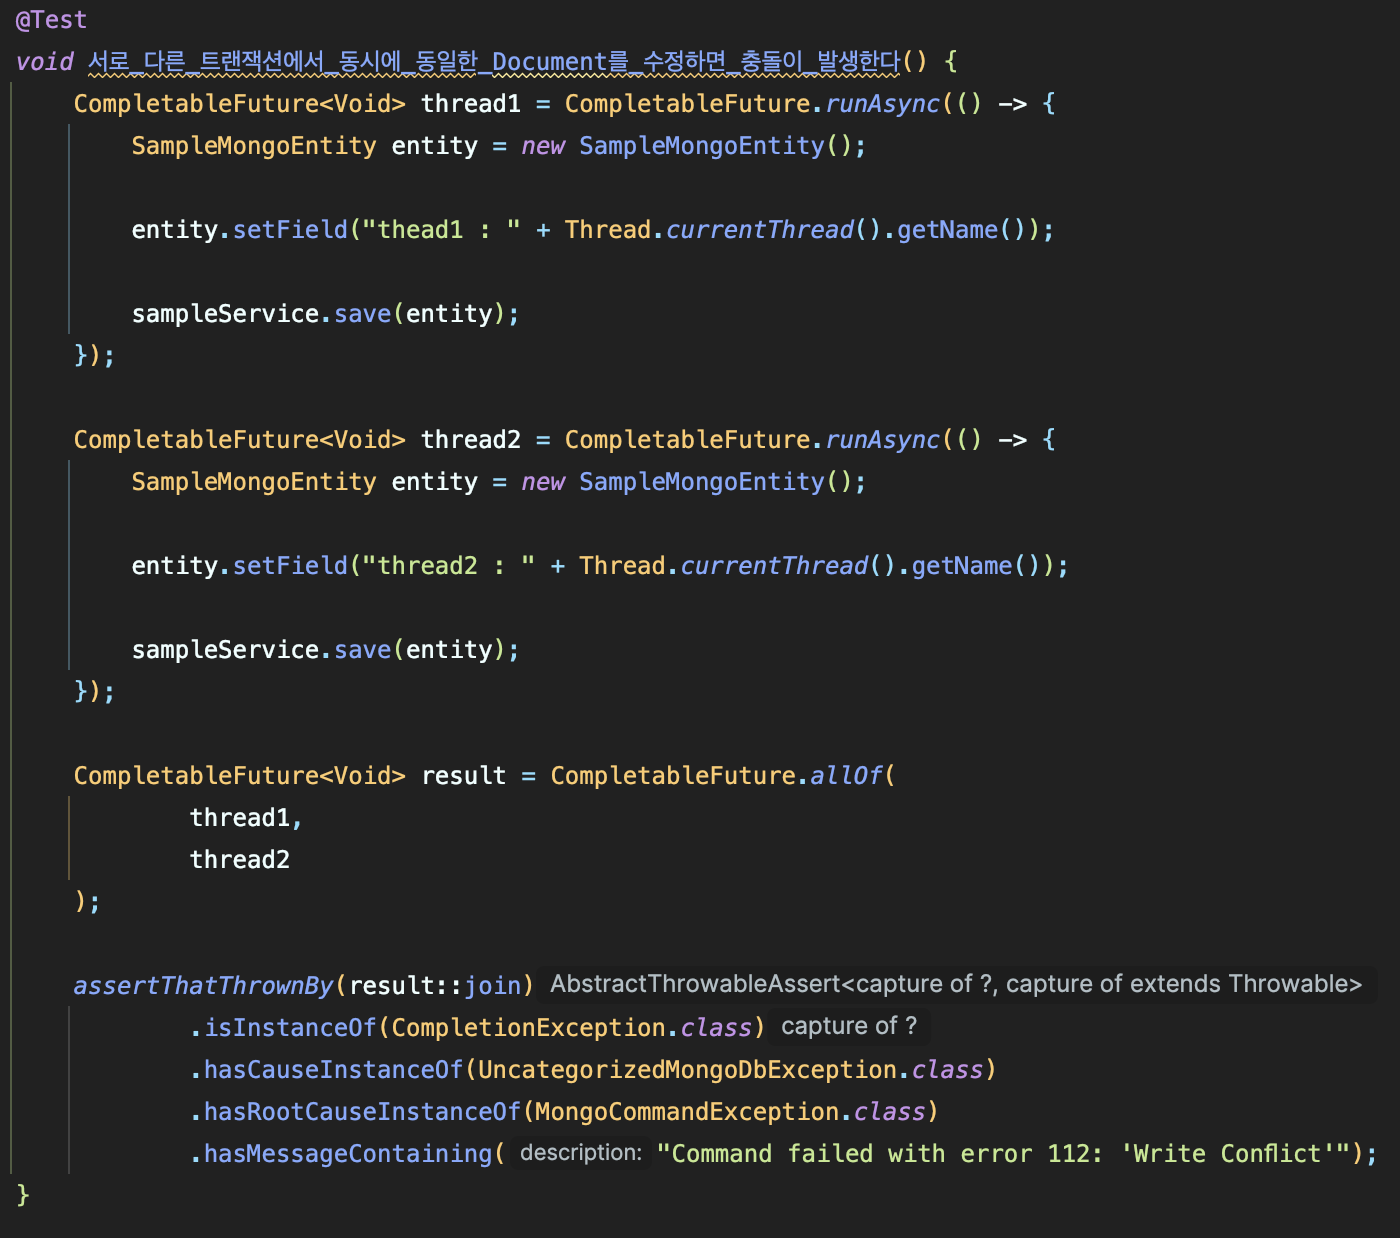 @Test
void 서로_다른_트랜잭션에서_동시에_동일한_Document를_수정하면_충돌이_발생한다() {
CompletableFuture<Void> thread1 = CompletableFuture.runAsync(() -> {
SampleMongoEntity entity = new SampleMongoEntity();
entity.setField("thead1 : " + Thread.currentThread().getName());
sampleService.save(entity);
});
CompletableFuture<Void> thread2 = CompletableFuture.runAsync(() -> {
SampleMongoEntity entity = new SampleMongoEntity();
entity.setField("thread2 : " + Thread.currentThread().getName());
sampleService.save(entity);
});
CompletableFuture<Void> result = CompletableFuture.allOf(
thread1,
thread2
);
assertThatThrownBy(result::join) AbstractThrowableAssert<capture of ?, capture of extends Throwable>
.isInstanceOf(CompletionException.class) capture of ?
.hasCauseInstanceOf(UncategorizedMongoDbException.class)
.hasRootCauseInstanceOf(MongoCommandException.class)
.hasMessageContaining( description: "Command failed with error 112: 'Write Conflict'");
}